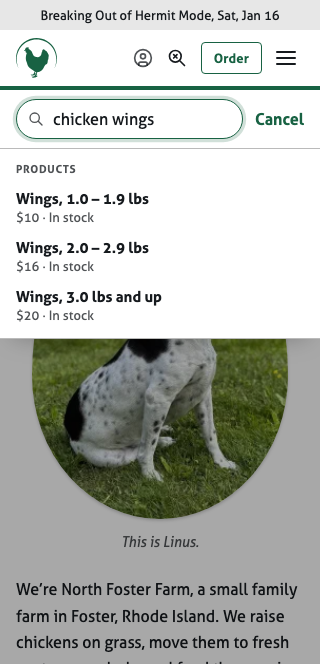 Breaking Out of Hermit Mode, Sat, Jan 16
Order
chicken wings
Cancel
PRODUCTS
Wings, 1.0 – 1.9 lbs
$10 · In stock
Wings, 2.0 – 2.9 lbs
$16 · In stock
Wings, 3.0 lbs and up
$20 · In stock
This is Linus.
We’re North Foster Farm, a small family
farm in Foster, Rhode Island. We raise
chickens on grass, move them to fresh